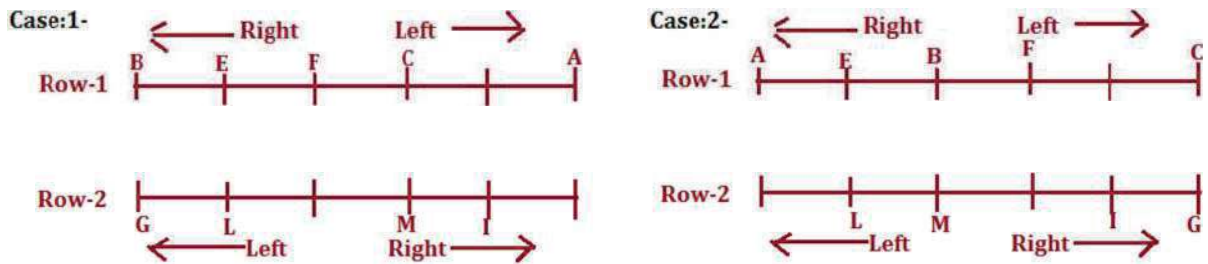 Case:1-
Right Left
B E F C A
Row-1
Row-2
G L M I
Left Right
Case:2-
Right Left
A E B F C
Row-1
Row-2
L M I G
Left Right